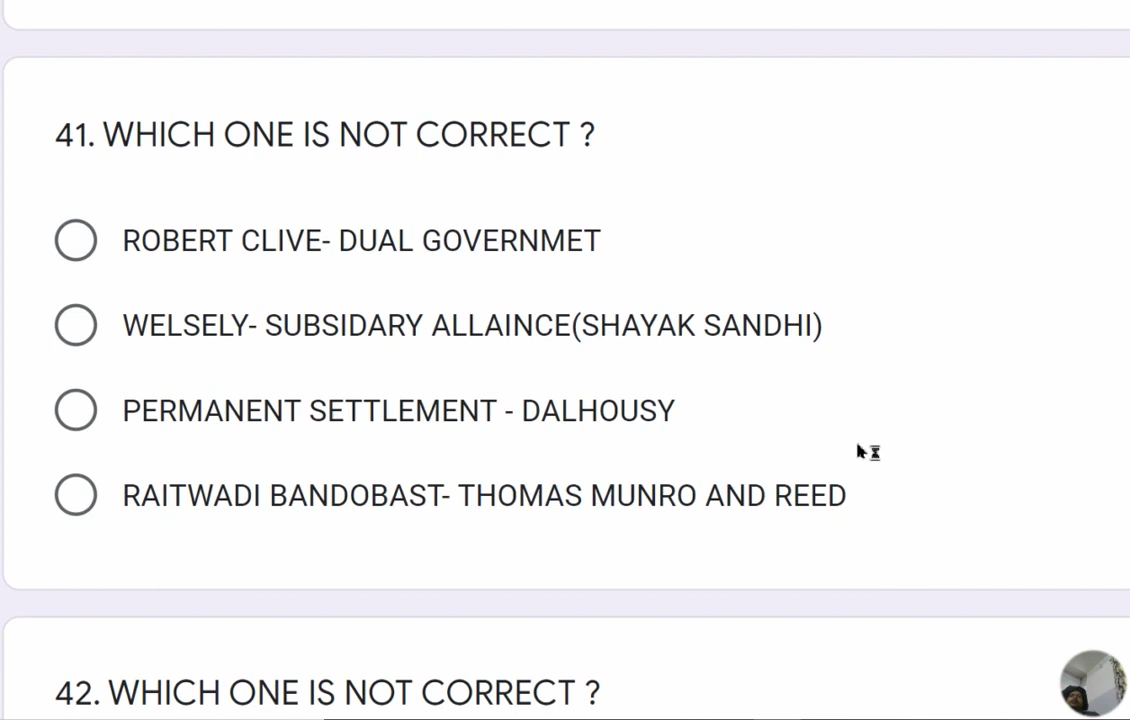 41. WHICH ONE IS NOT CORRECT ?
ROBERT CLIVE- DUAL GOVERNMET
WELSELY- SUBSIDARY ALLAINCE(SHAYAK SANDHI)
PERMANENT SETTLEMENT - DALHOUSY
RAITWADI BANDOBAST- THOMAS MUNRO AND REED
42. WHICH ONE IS NOT CORRECT ?